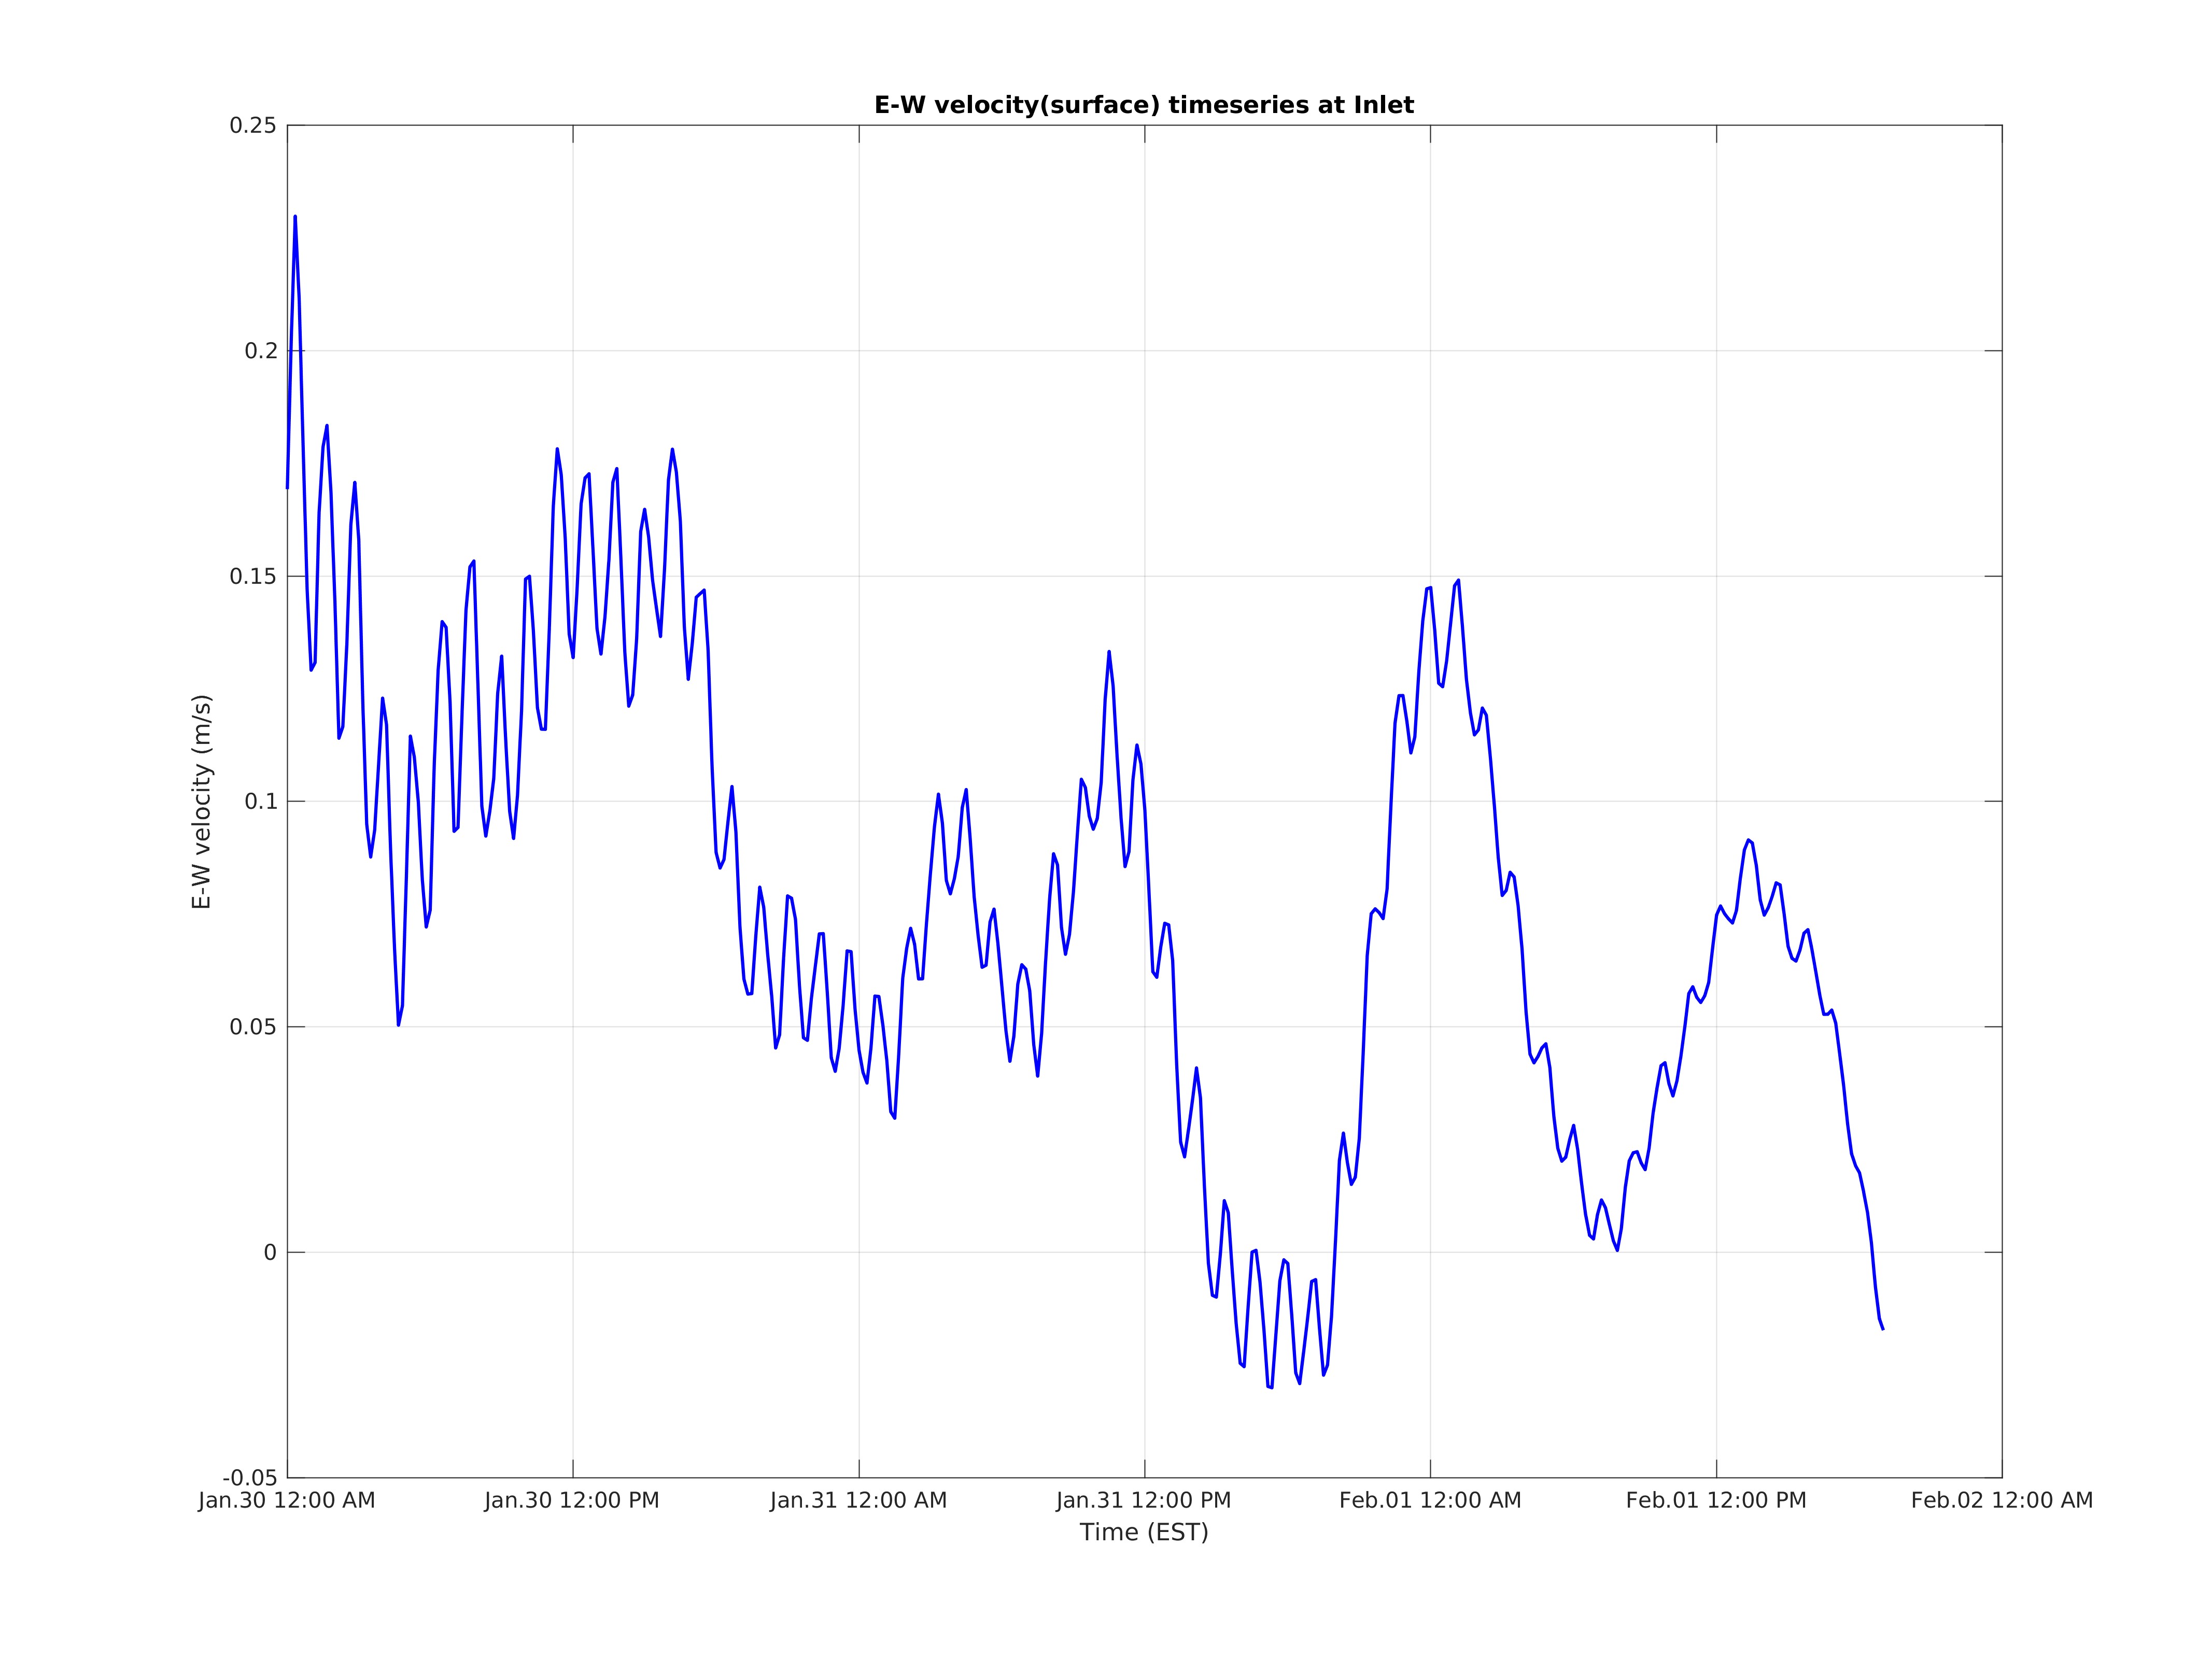 E-W velocity(surface) timeseries at Inlet
0.25
0.2
0.15
0.1
0.05
0
-0.05
E-W velocity (m/s)
Jan.30 12:00 AM Jan.30 12:00 PM Jan.31 12:00 AM Jan.31 12:00 PM Feb.01 12:00 AM Feb.01 12:00 PM Feb.02 12:00 AM
Time (EST)